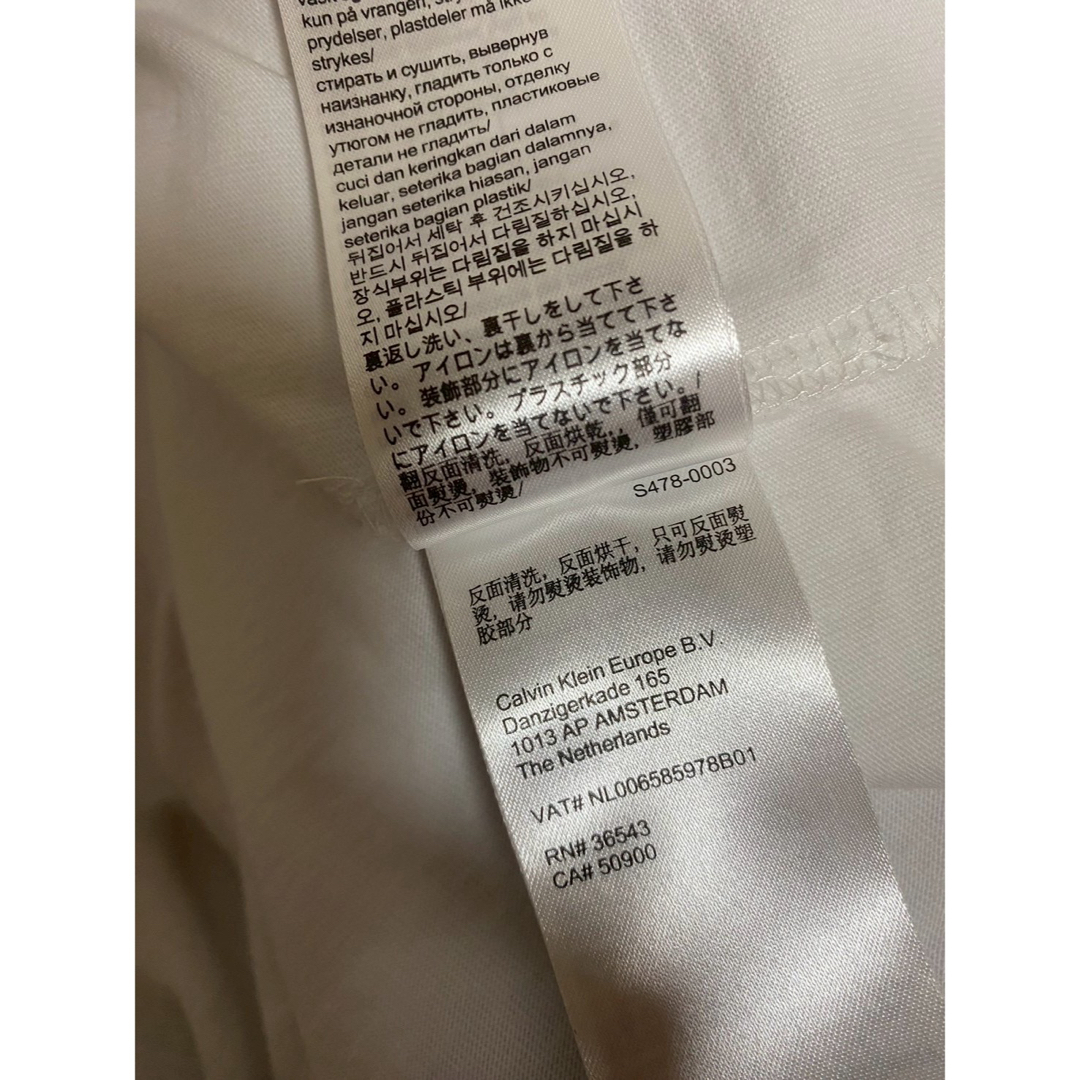 kun på vrangen,
prydelser, plastdeler må ikke
strykes/
стирать и сушить, вывернув
наизнанку, гладить только с
изнаночной стороны, отделку
утюгом не гладить, пластиковые
детали не гладить/
cuci dan keringkan dari dalam
keluar, seterika bagian dalamnya,
jangan seterika hiasan, jangan
seterika bagian plastik/
뒤집어서 세탁 후 건조시키십시오,
반드시 뒤집어서 다림질하십시오,
장식부위는 다림질을 하지 마십시
오, 플라스틱 부위에는 다림질을 하
지 마십시오/
裏返し洗い、裏干しをして下さ
い。アイロンは裏から当てて下さ
い。装飾部分にアイロンを当てな
いで下さい。プラスチック部分
にアイロンを当てないで下さい。/
翻反面清洗，反面烘乾，, 僅可翻
面熨燙，裝飾物不可熨燙，塑膠部
份不可熨燙/
S478-0003
反面清洗，反面烘干，只可反面熨
烫，请勿熨烫装饰物，请勿熨烫塑
胶部分
Calvin Klein Europe B.V
Danzigerkade 165
1013 AP AMSTERDAM
The Netherlands
VAT# NL006585978B01
RN# 36543
CA# 50900